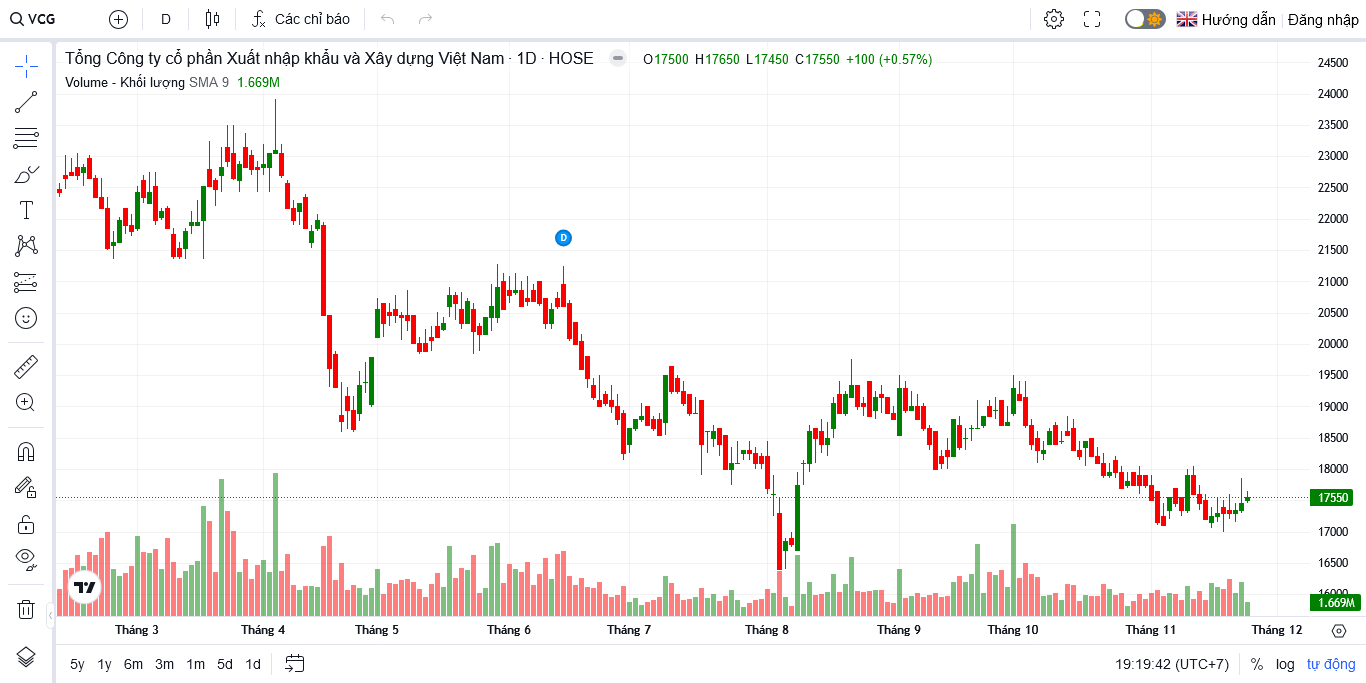 VCG D Các chỉ báo Hướng dẫn Đăng nhập
Tổng Công ty cổ phần Xuất nhập khẩu và Xây dựng Việt Nam · 1D · HOSE O17500 H17650 L17450 C17550 +100 (+0.57%)
Volume - Khối lượng SMA 9 1.669M
24500
24000
23500
23000
22500
22000
21500
D
21000
20500
20000
19500
19000
18500
18000
17550
17000
16500
16000
1.669M
Tháng 3 Tháng 4 Tháng 5 Tháng 6 Tháng 7 Tháng 8 Tháng 9 Tháng 10 Tháng 11 Tháng 12
5y 1y 6m 3m 1m 5d 1d 19:19:42 (UTC+7) % log tự động